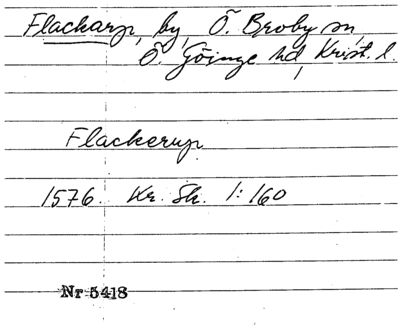 Flackarp, by, Ö. Broby sn,
Ö. Göinge hd, Krist. l.
Flackerup
1576. Kr. Sk. 1:160
Nr 5418